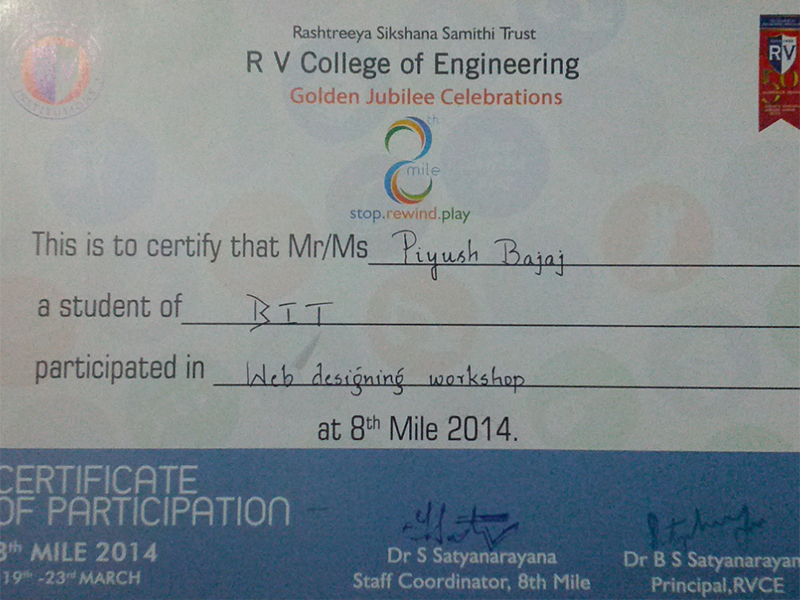 Rashtreeya Sikshana Samithi Trust
R V College of Engineering
Golden Jubilee Celebrations
RV
50
8th mile
stop.rewind.play
This is to certify that Mr/Ms Piyush Bajaj
a student of BIT
participated in Web designing workshop
at 8th Mile 2014.
CERTIFICATE
OF PARTICIPATION
8th MILE 2014
19th -23rd MARCH
Dr S Satyanarayana
Staff Coordinator, 8th Mile
Dr B S Satyanarayan
Principal,RVCE